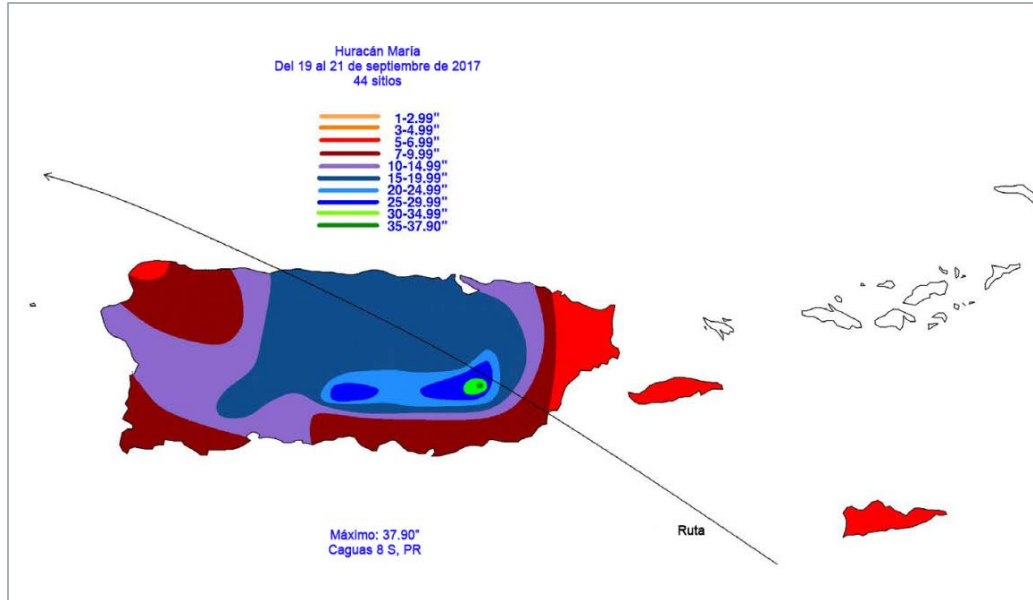 Huracán María
Del 19 al 21 de septiembre de 2017
44 sitios
1-2.99"
3-4.99"
5-6.99"
7-9.99"
10-14.99"
15-19.99"
20-24.99"
25-29.99"
30-34.99"
35-37.90"
Ruta
Máximo: 37.90"
Caguas 8 S, PR